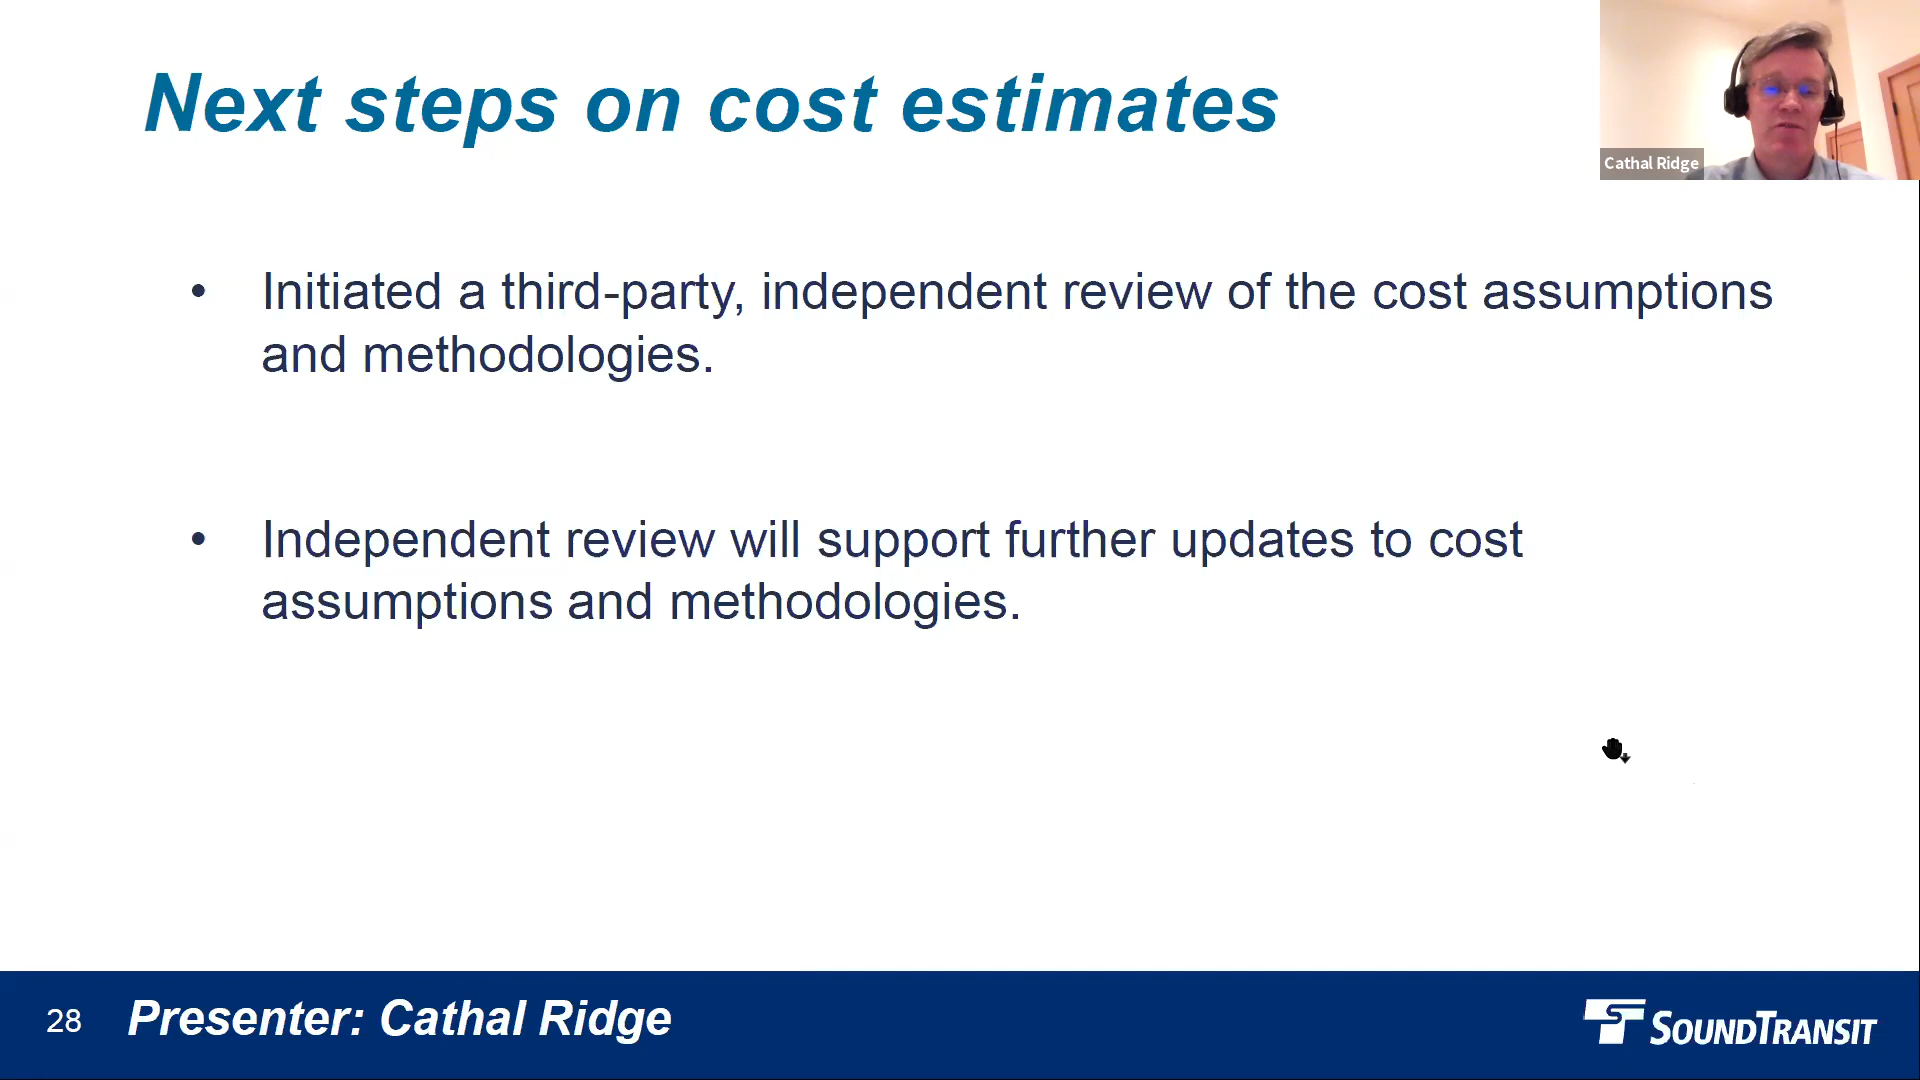 Next steps on cost estimates
Cathal Ridge
• Initiated a third-party, independent review of the cost assumptions
and methodologies.
• Independent review will support further updates to cost
assumptions and methodologies.
28 Presenter: Cathal Ridge
SOUNDTRANSIT